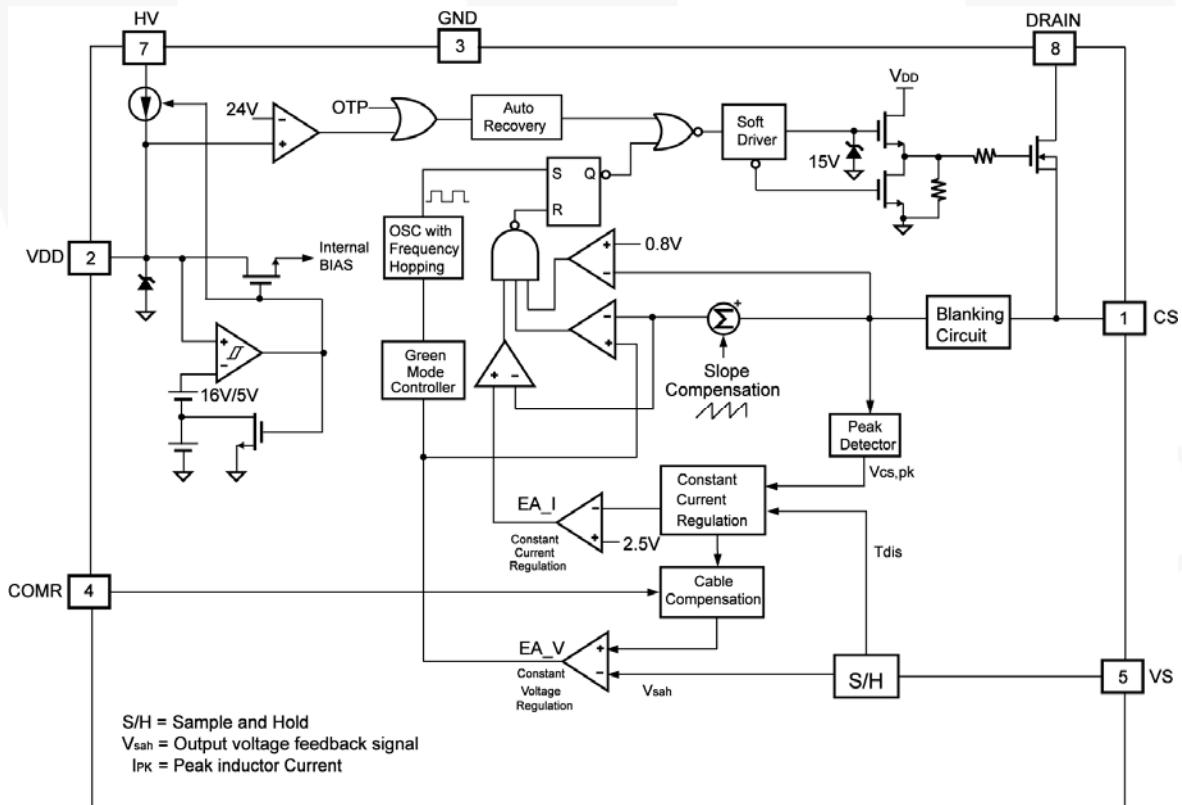 HV
GND
DRAIN
7
3
8
VDD
24V
OTP
Auto
Recovery
Soft
Driver
15V
−
+
S
Q
R
OSC with
Frequency
Hopping
0.8V
+
−
VDD
2
Internal
BIAS
Blanking
Circuit
1
CS
−
+
Σ
+
Slope
Compensation
Green
Mode
Controller
+
−
16V/5V
+
−
Peak
Detector
Vcs,pk
Constant
Current
Regulation
EA_I
−
+
2.5V
Constant
Current
Regulation
Tdis
COMR
4
Cable
Compensation
EA_V
+
−
Constant
Voltage
Regulation
Vsah
S/H
5
VS
S/H = Sample and Hold
Vsah = Output voltage feedback signal
IPK = Peak inductor Current